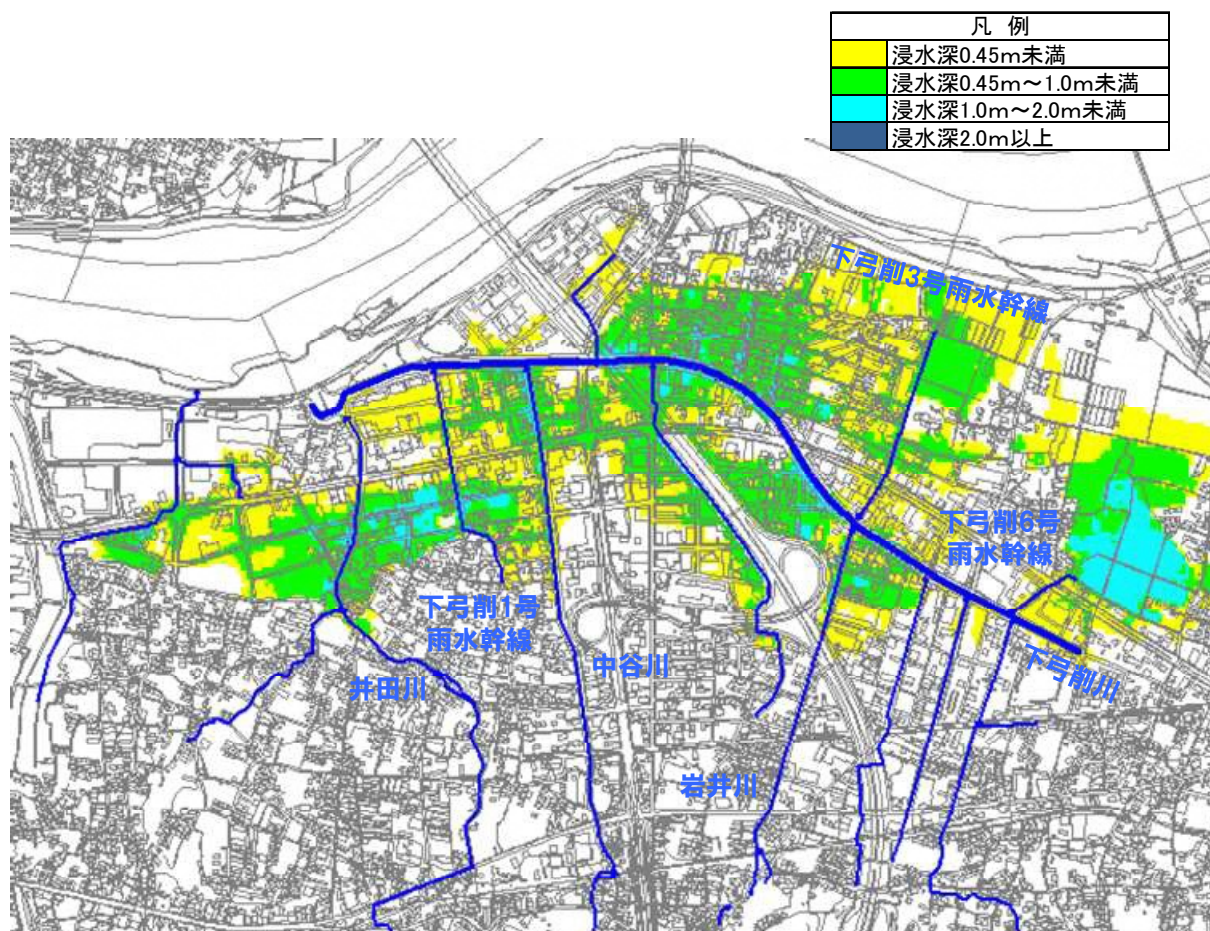 凡 例
浸水深0.45m未満
浸水深0.45m～1.0m未満
浸水深1.0m～2.0m未満
浸水深2.0m以上
下弓削3号雨水幹線
下弓削6号
雨水幹線
下弓削1号
雨水幹線
中谷川
下弓削川
井田川
岩井川